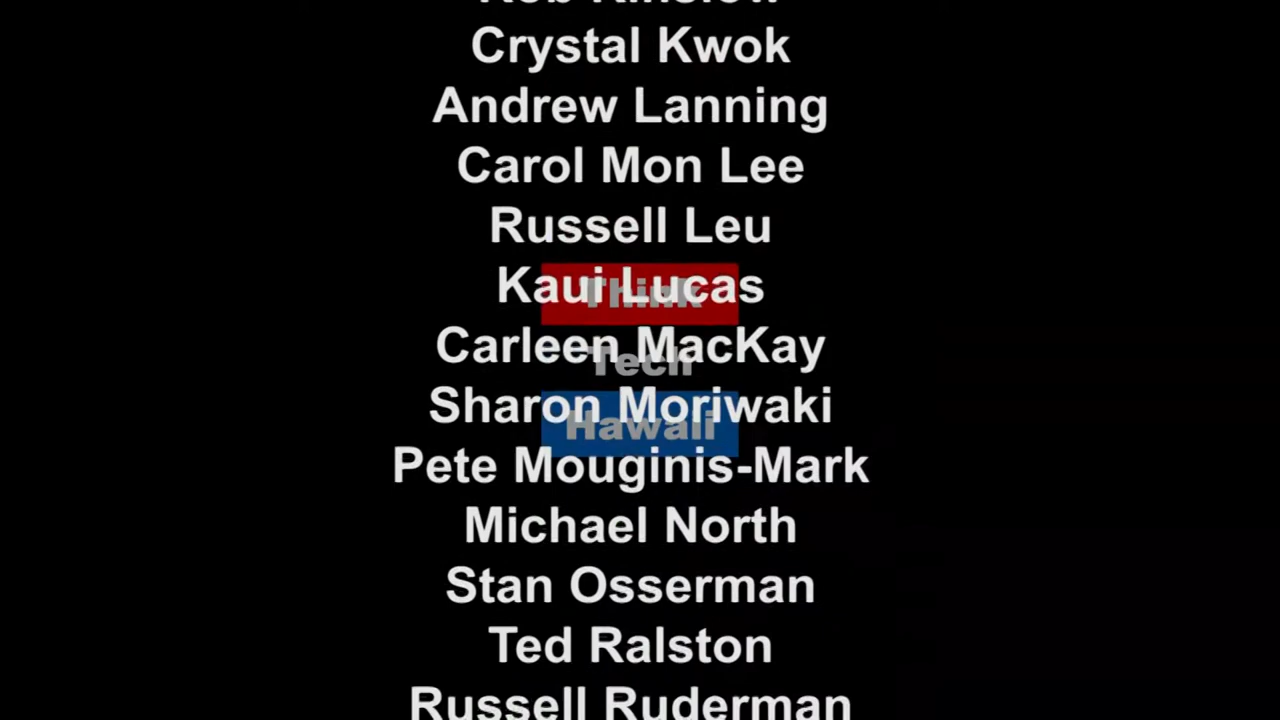 Crystal Kwok
Andrew Lanning
Carol Mon Lee
Russell Leu
Kaui Lucas
Think
Carleen MacKay
Tech
Sharon Moriwaki
Hawaii
Pete Mouginis-Mark
Michael North
Stan Osserman
Ted Ralston
Russell Ruderman